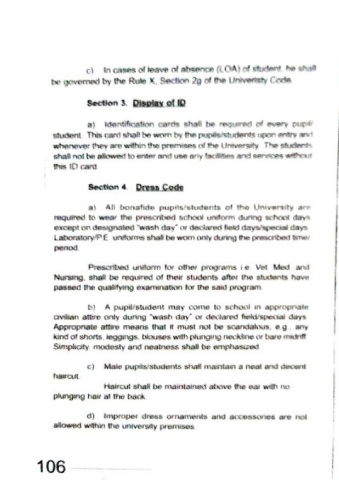 c) In cases of leave of absence (LOA) of student, he shall
be governed by the Rule X, Section 2g of the Univeristy Code.
Section 3. Display of ID
a) Identification cards shall be required of every pupil/
student. This card shall be worn by the pupils/students upon entry and
whenever they are within the premises of the University. The students
shall not be allowed to enter and use any facilities and services without
this ID card.
Section 4. Dress Code
a) All bonafide pupils/students of the University are
required to wear the prescribed school uniform during school days
except on designated "wash day" or declared field days/special days.
Laboratory/P.E. uniforms shall be worn only during the prescribed time/
period.
Prescribed uniform for other programs i.e. Vet. Med. and
Nursing, shall be required of their students after the students have
passed the qualifying examination for the said program.
b) A pupil/student may come to school in appropriate
civilian attire only during "wash day" or declared field/special days.
Appropriate attire means that it must not be scandalous, e.g., any
kind of shorts, leggings, blouses with plunging neckline or bare midriff.
Simplicity, modesty and neatness shall be emphasized.
c) Male pupils/students shall maintain a neat and decent
haircut.
Haircut shall be maintained above the ear with no
plunging hair at the back.
d) Improper dress ornaments and accessories are not
allowed within the university premises.
106